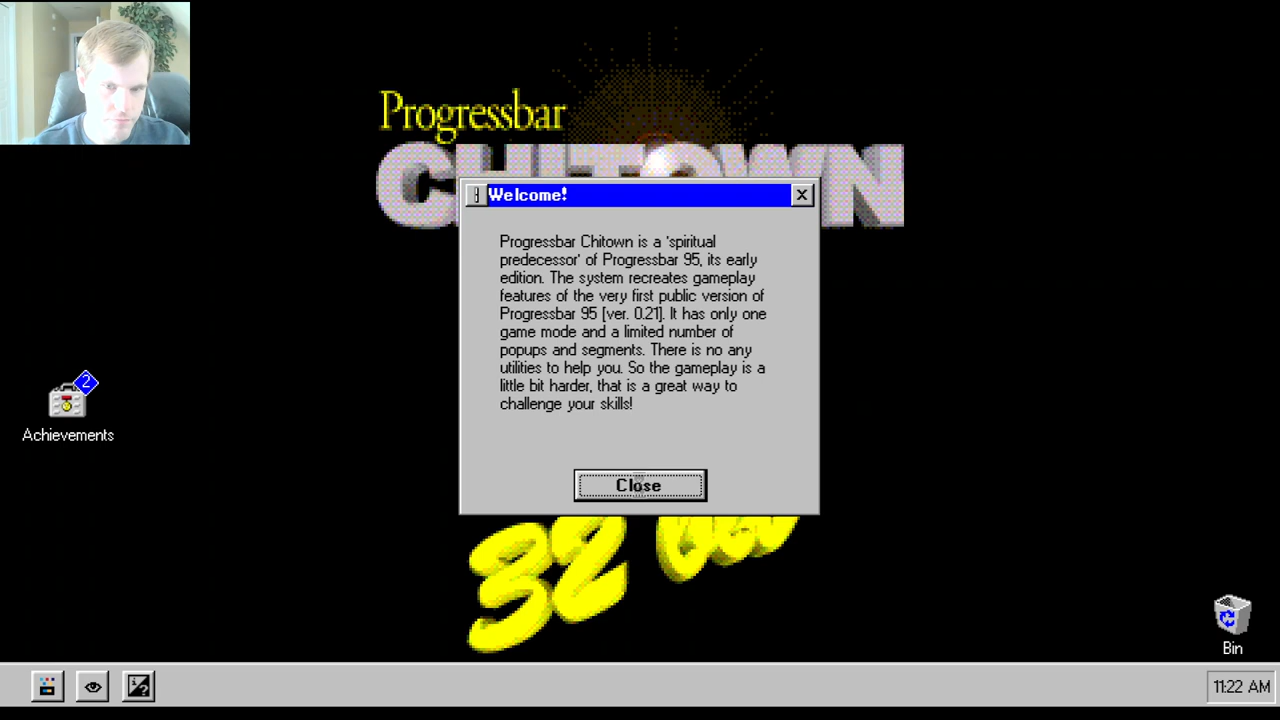 Progressbar
CHITOWN
Welcome!
Progressbar Chitown is a 'spiritual
predecessor' of Progressbar 95, its early
edition. The system recreates gameplay
features of the very first public version of
Progressbar 95 [ver. 0.21]. It has only one
game mode and a limited number of
popups and segments. There is no any
utilities to help you. So the gameplay is a
little bit harder, that is a great way to
challenge your skills!
Close
2
Achievements
32
Bin
11:22 AM